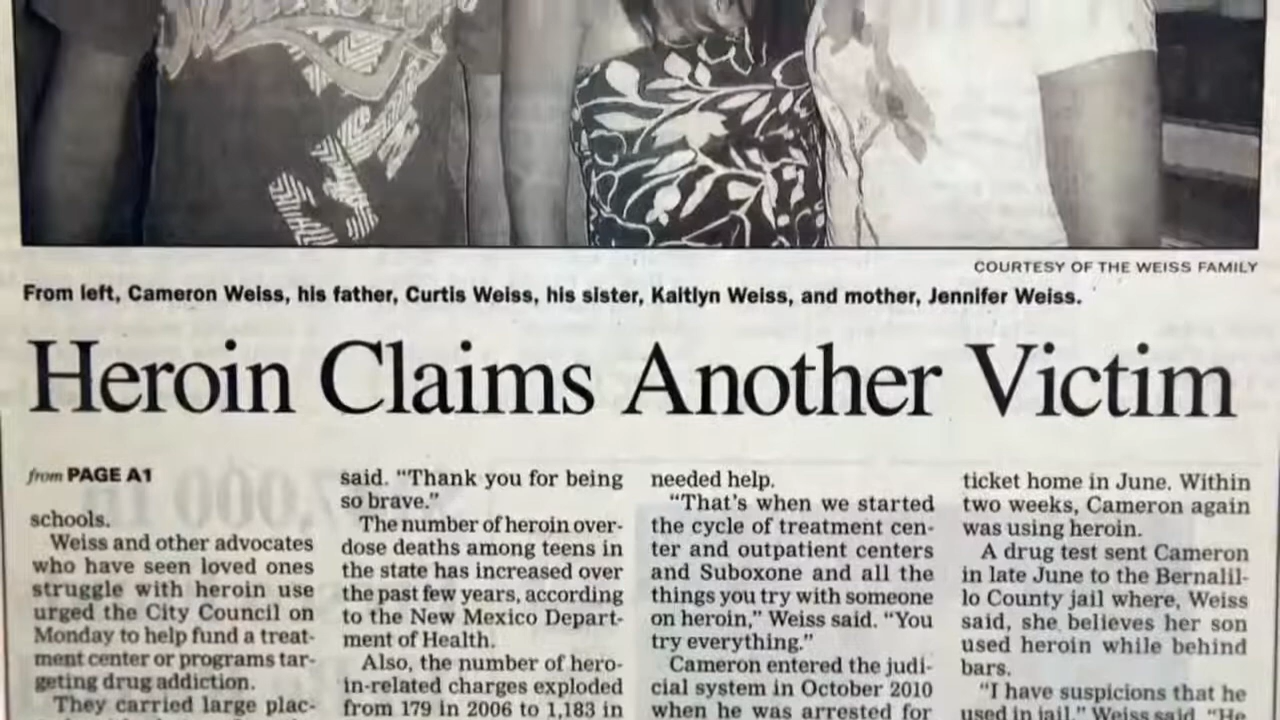 COURTESY OF THE WEISS FAMILY
From left, Cameron Weiss, his father, Curtis Weiss, his sister, Kaitlyn Weiss, and mother, Jennifer Weiss.
Heroin Claims Another Victim
from PAGE A1
schools.
Weiss and other advocates
who have seen loved ones
struggle with heroin use
urged the City Council on
Monday to help fund a treat-
ment center or programs tar-
geting drug addiction.
They carried large plac-
said. “Thank you for being
so brave.”
The number of heroin over-
dose deaths among teens in
the state has increased over
the past few years, according
to the New Mexico Depart-
ment of Health.
Also, the number of hero-
in-related charges exploded
from 179 in 2006 to 1,183 in
needed help.
“That’s when we started
the cycle of treatment cen-
ter and outpatient centers
and Suboxone and all the
things you try with someone
on heroin,” Weiss said. “You
try everything.”
Cameron entered the judi-
cial system in October 2010
when he was arrested for
ticket home in June. Within
two weeks, Cameron again
was using heroin.
A drug test sent Cameron
in late June to the Bernalil-
lo County jail where, Weiss
said, she believes her son
used heroin while behind
bars.
“I have suspicions that he
used in jail,” Weiss said. “He